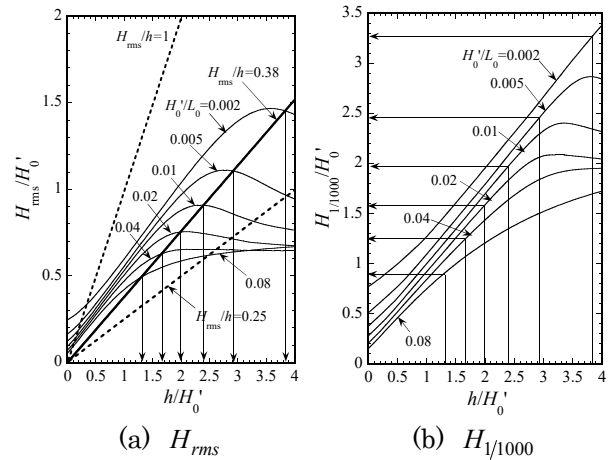 H_rms/H_0'
2
1.5
1
0.5
0
H_rms/h=1
H_rms/h=0.38
H_0'/L_0=0.002
0.005
0.01
0.02
0.04
0.08
H_rms/h=0.25
0 0.5 1 1.5 2 2.5 3 3.5 4
h/H_0'
(a) H_rms
H_1/1000/H_0'
3.5
3
2.5
2
1.5
1
0.5
0
H_0'/L_0=0.002
0.005
0.01
0.02
0.04
0.08
0 0.5 1 1.5 2 2.5 3 3.5 4
h/H_0'
(b) H_1/1000